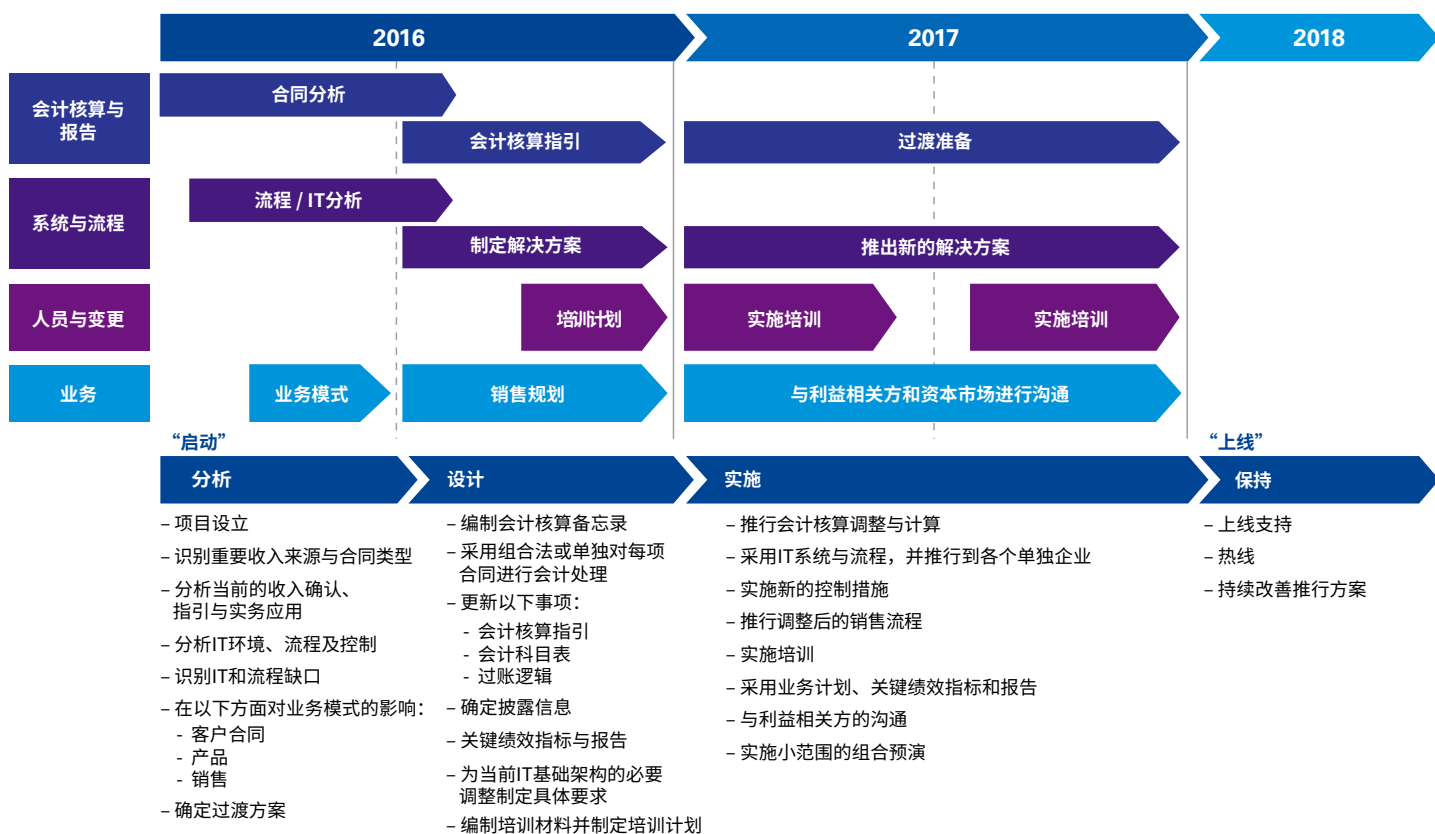 2016
2017
2018
会计核算与
报告
合同分析
会计核算指引
过渡准备
系统与流程
流程 / IT分析
制定解决方案
推出新的解决方案
人员与变更
培训计划
实施培训
实施培训
业务
业务模式
销售规划
与利益相关方和资本市场进行沟通
“启动”
“上线”
分析
设计
实施
保持
– 项目设立
– 识别重要收入来源与合同类型
– 分析当前的收入确认、
指引与实务应用
– 分析IT环境、流程及控制
– 识别IT和流程缺口
– 在以下方面对业务模式的影响：
- 客户合同
- 产品
- 销售
– 确定过渡方案
– 编制会计核算备忘录
– 采用组合法或单独对每项
合同进行会计处理
– 更新以下事项：
- 会计核算指引
- 会计科目表
- 过账逻辑
– 确定披露信息
– 关键绩效指标与报告
– 为当前IT基础架构的必要
调整制定具体要求
– 编制培训材料并制定培训计划
– 推行会计核算调整与计算
– 采用IT系统与流程，并推行到各个单独企业
– 实施新的控制措施
– 推行调整后的销售流程
– 实施培训
– 采用业务计划、关键绩效指标和报告
– 与利益相关方的沟通
– 实施小范围的组合预演
– 上线支持
– 热线
– 持续改善推行方案